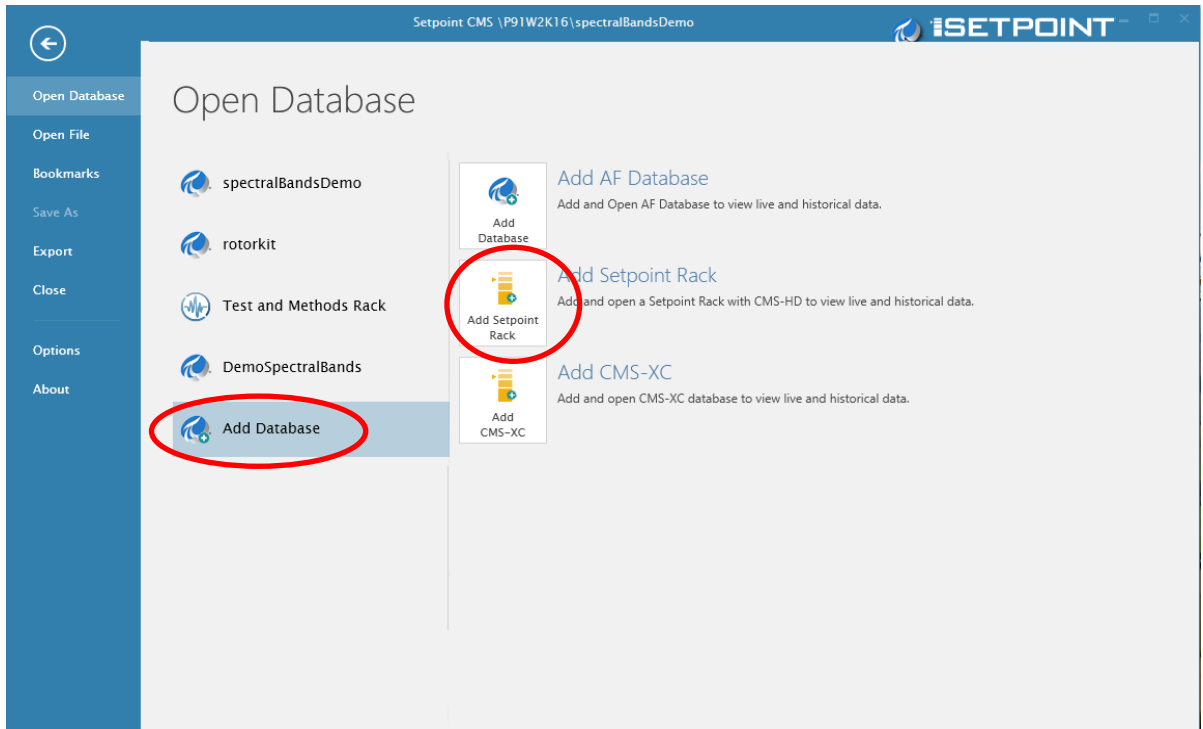 Setpoint CMS \P91W2K16\spectralBandsDemo
SETPOINT
Open Database
Open File
Bookmarks
Save As
Export
Close
Options
About
Open Database
spectralBandsDemo
rotorkit
Test and Methods Rack
DemoSpectralBands
Add Database
Add
Database
Add AF Database
Add and Open AF Database to view live and historical data.
Add Setpoint
Rack
Add Setpoint Rack
Add and open a Setpoint Rack with CMS-HD to view live and historical data.
Add
CMS-XC
Add CMS-XC
Add and open CMS-XC database to view live and historical data.